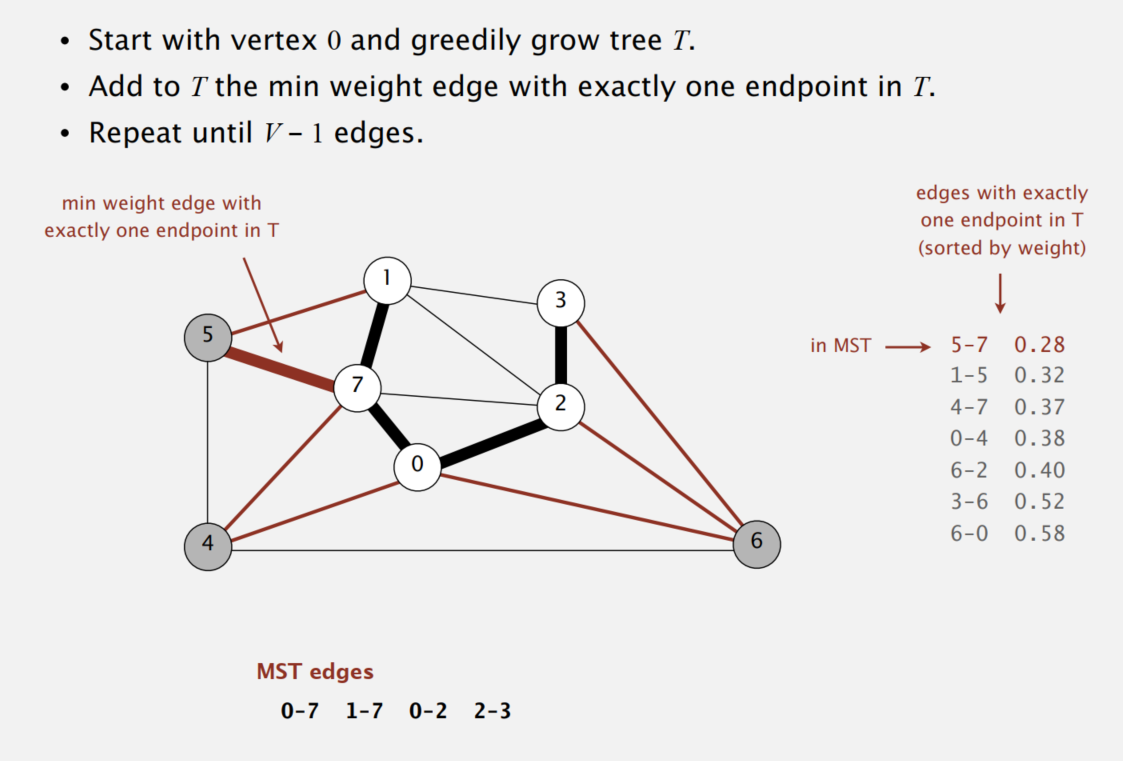 • Start with vertex 0 and greedily grow tree T.
• Add to T the min weight edge with exactly one endpoint in T.
• Repeat until V – 1 edges.
min weight edge with
exactly one endpoint in T
edges with exactly
one endpoint in T
(sorted by weight)
1
3
5
7
2
0
4
6
in MST
5-7 0.28
1-5 0.32
4-7 0.37
0-4 0.38
6-2 0.40
3-6 0.52
6-0 0.58
MST edges
0-7 1-7 0-2 2-3